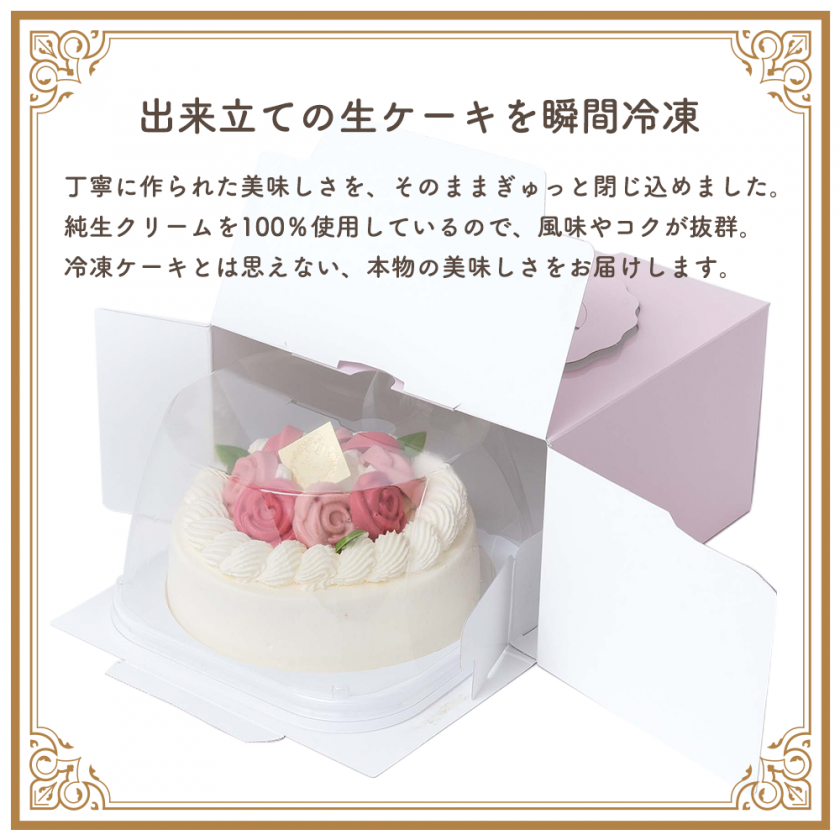 出来立ての生ケーキを瞬間冷凍
丁寧に作られた美味しさを、そのままぎゅっと閉じ込めました。
純生クリームを100%使用しているので、風味やコクが抜群。
冷凍ケーキとは思えない、本物の美味しさをお届けします。